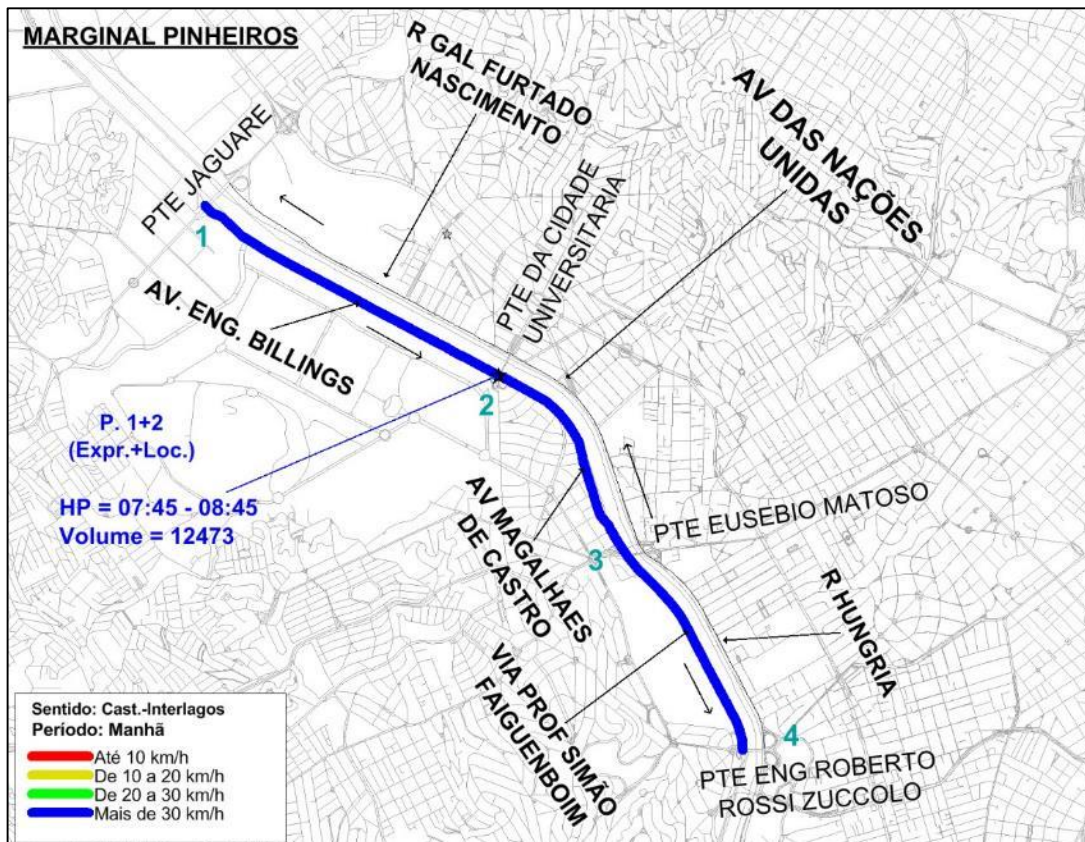 MARGINAL PINHEIROS
R GAL FURTADO
NASCIMENTO
AV DAS NAÇÕES
UNIDAS
PTE JAGUARE
1
PTE DA CIDADE
UNIVERSITARIA
AV. ENG. BILLINGS
2
P. 1+2
(Expr.+Loc.)
HP = 07:45 - 08:45
Volume = 12473
AV MAGALHAES
DE CASTRO
PTE EUSEBIO MATOSO
3
R HUNGRIA
VIA PROF SIMÃO
FAIGUENBOIM
4
PTE ENG ROBERTO
ROSSI ZUCCOLO
Sentido: Cast.-Interlagos
Período: Manhã
Até 10 km/h
De 10 a 20 km/h
De 20 a 30 km/h
Mais de 30 km/h